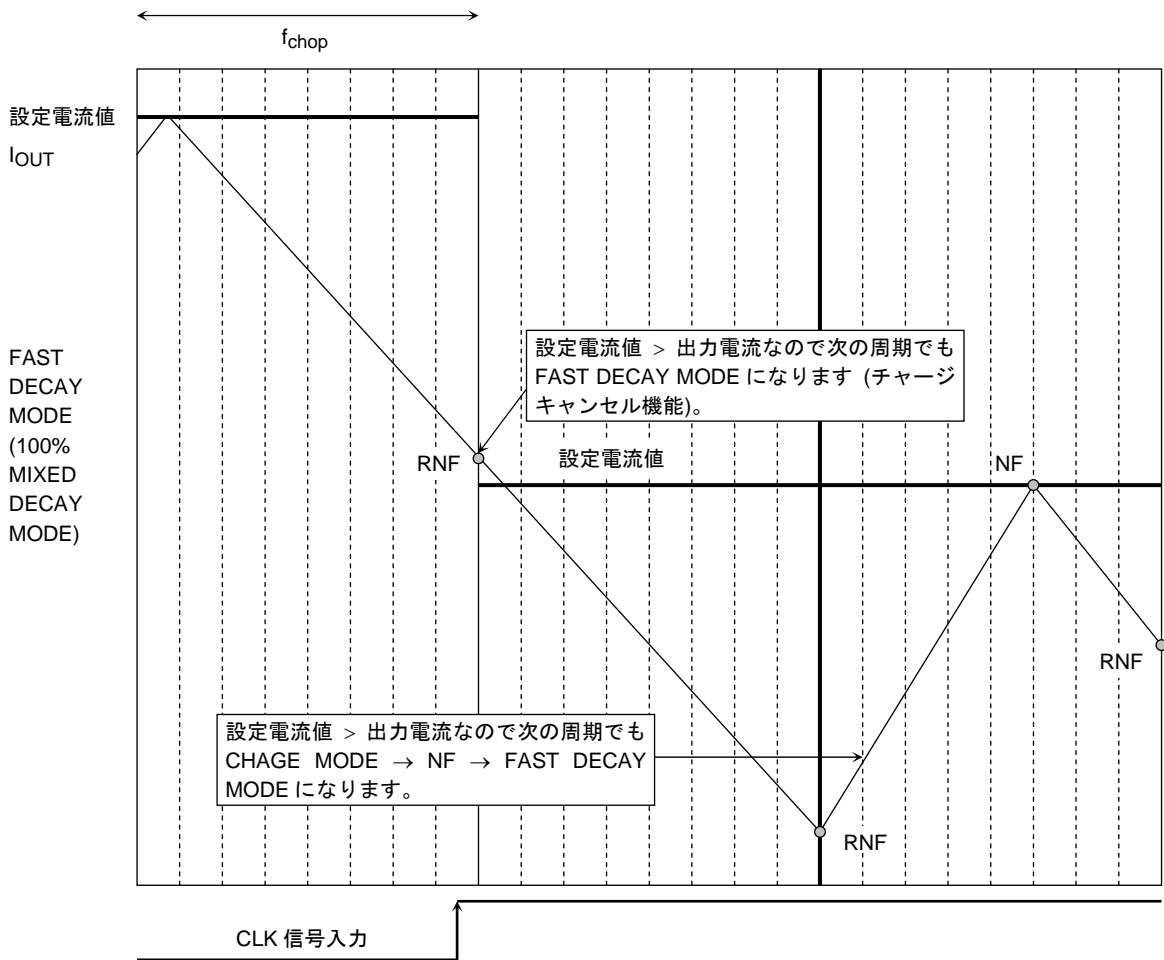 fchop
設定電流値
IOUT
FAST
DECAY
MODE
(100%
MIXED
DECAY
MODE)
設定電流値 > 出力電流なので次の周期でも
FAST DECAY MODE になります (チャージ
キャンセル機能)。
RNF
設定電流値
NF
RNF
設定電流値 > 出力電流なので次の周期でも
CHAGE MODE → NF → FAST DECAY
MODE になります。
RNF
CLK 信号入力